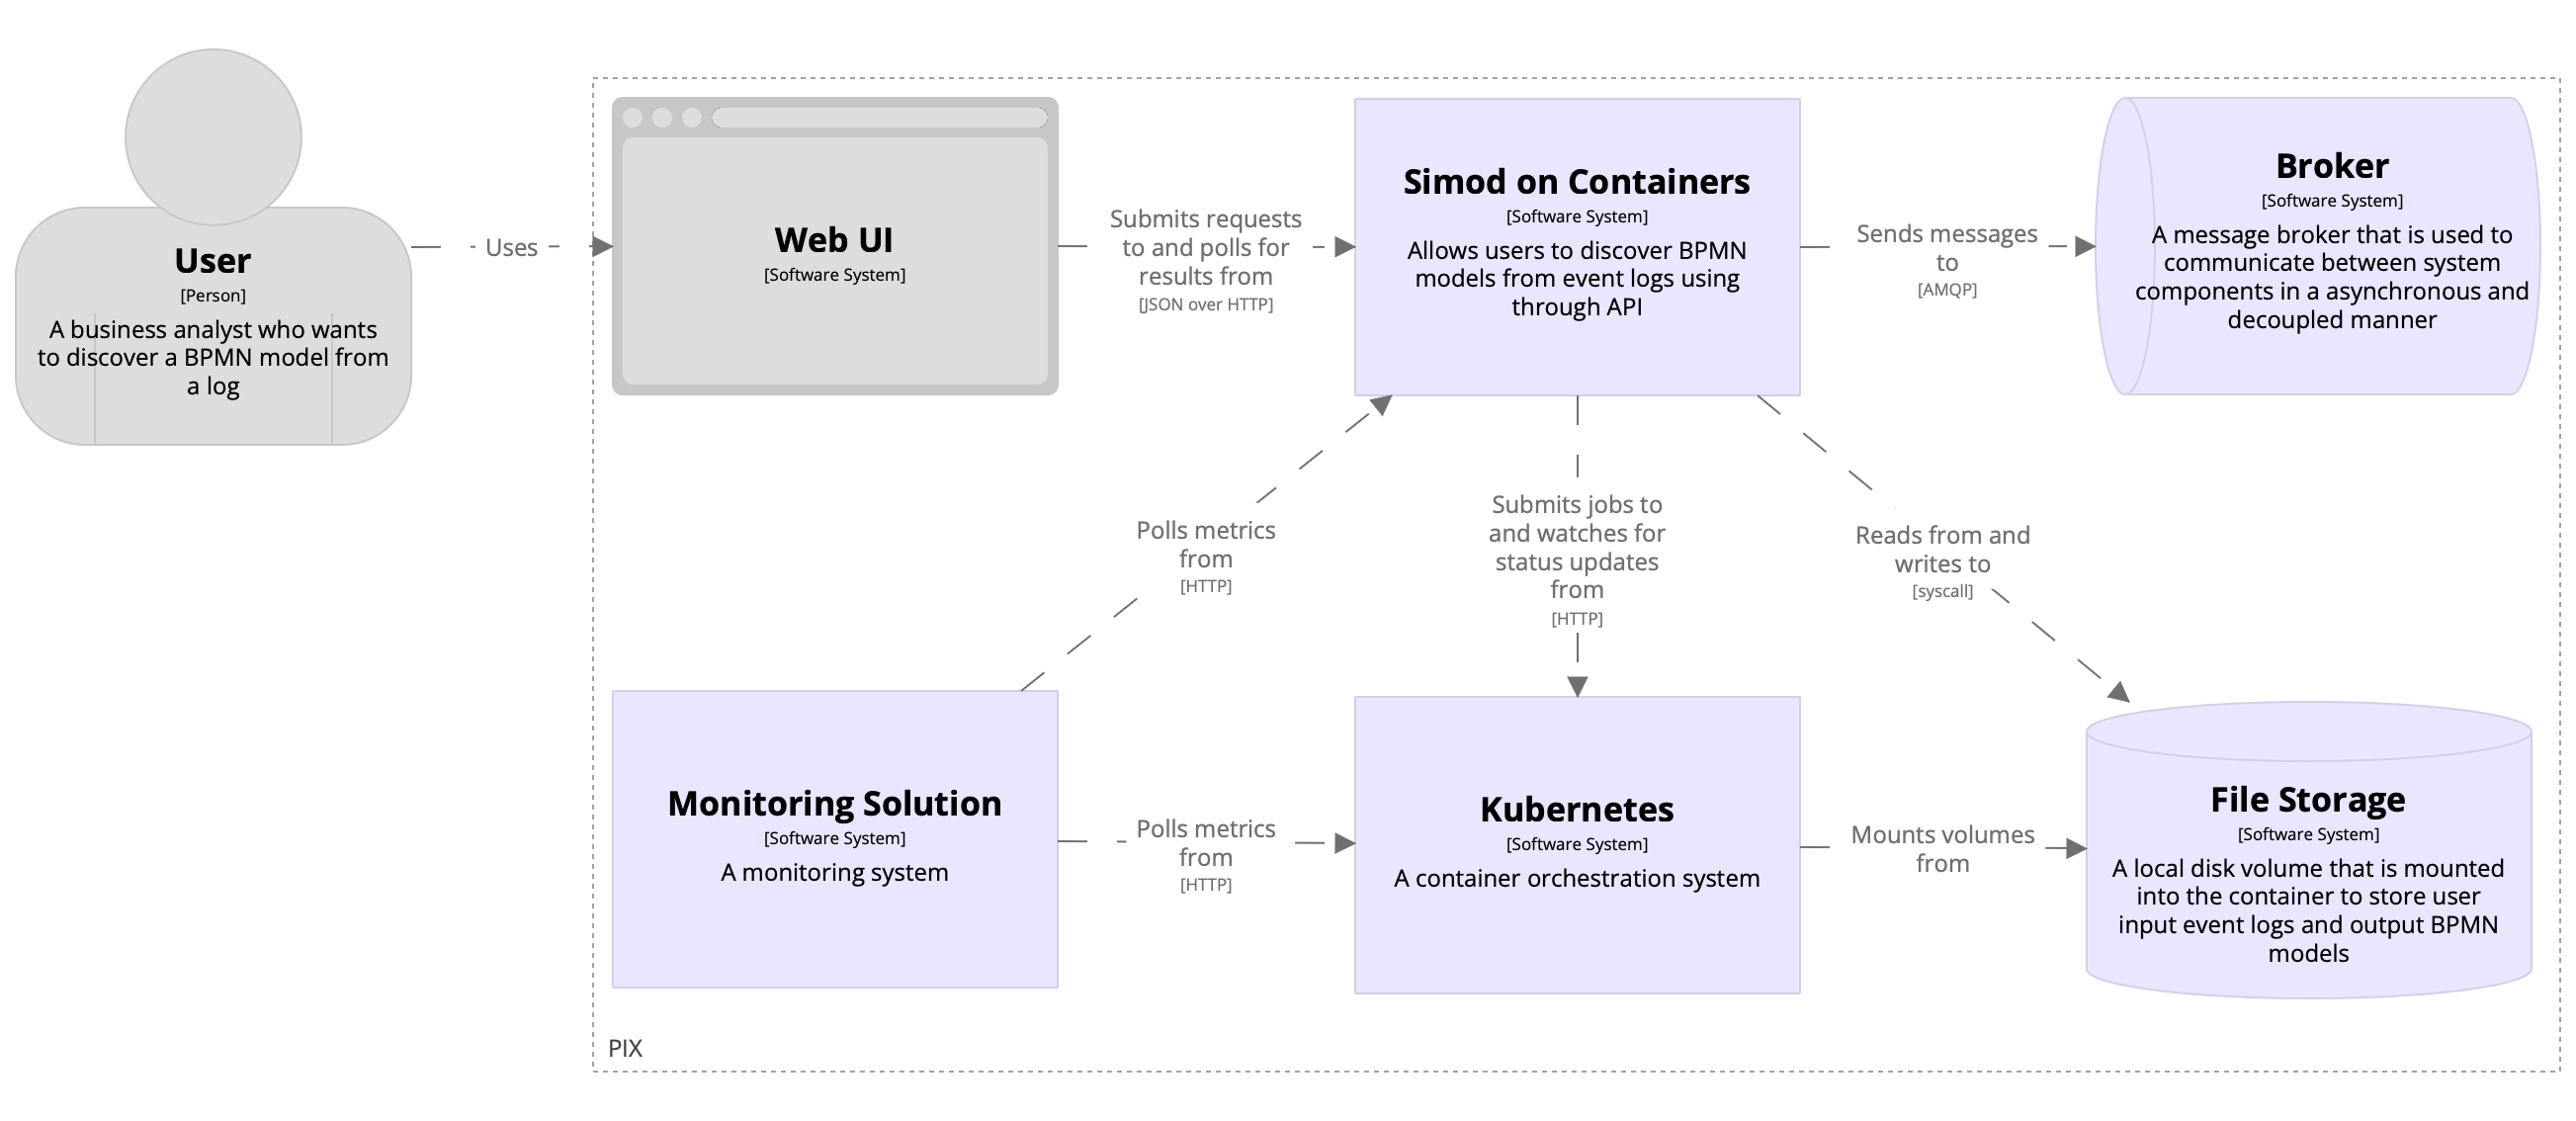 User
[Person]
A business analyst who wants
to discover a BPMN model from
a log
Uses
Web UI
[Software System]
Submits requests
to and polls for
results from
[JSON over HTTP]
Simod on Containers
[Software System]
Allows users to discover BPMN
models from event logs using
through API
Sends messages
to
[AMQP]
Broker
[Software System]
A message broker that is used to
communicate between system
components in a asynchronous and
decoupled manner
Polls metrics
from
[HTTP]
Submits jobs to
and watches for
status updates
from
[HTTP]
Reads from and
writes to
[syscall]
Monitoring Solution
[Software System]
A monitoring system
Polls metrics
from
[HTTP]
Kubernetes
[Software System]
A container orchestration system
Mounts volumes
from
File Storage
[Software System]
A local disk volume that is mounted
into the container to store user
input event logs and output BPMN
models
PIX